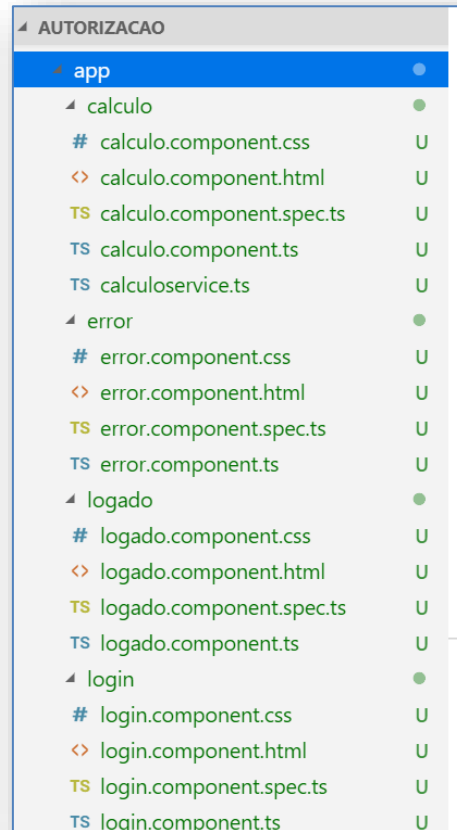 AUTORIZACAO
app
calculo
# calculo.component.css U
<> calculo.component.html U
TS calculo.component.spec.ts U
TS calculo.component.ts U
TS calculoservice.ts U
error
# error.component.css U
<> error.component.html U
TS error.component.spec.ts U
TS error.component.ts U
logado
# logado.component.css U
<> logado.component.html U
TS logado.component.spec.ts U
TS logado.component.ts U
login
# login.component.css U
<> login.component.html U
TS login.component.spec.ts U
TS login.component.ts U